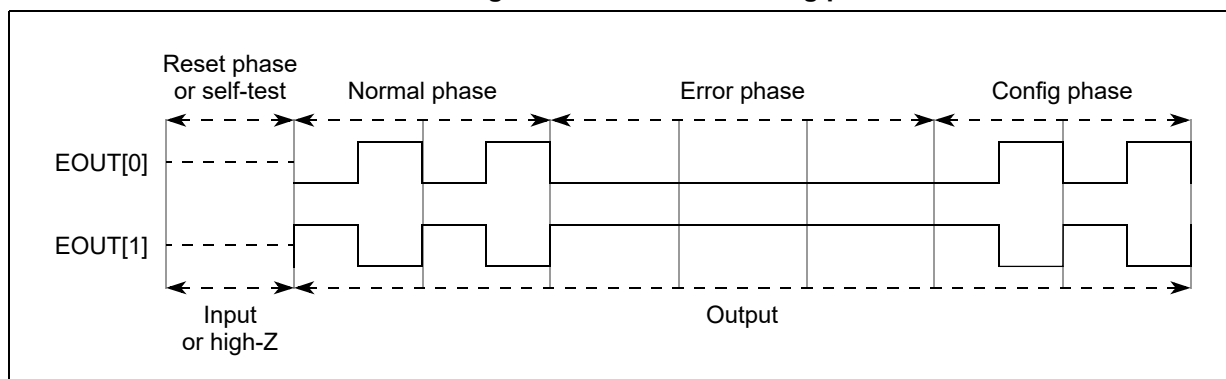 Reset phase
or self-test
Normal phase
Error phase
Config phase
EOUT[0]
EOUT[1]
Input
or high-Z
Output